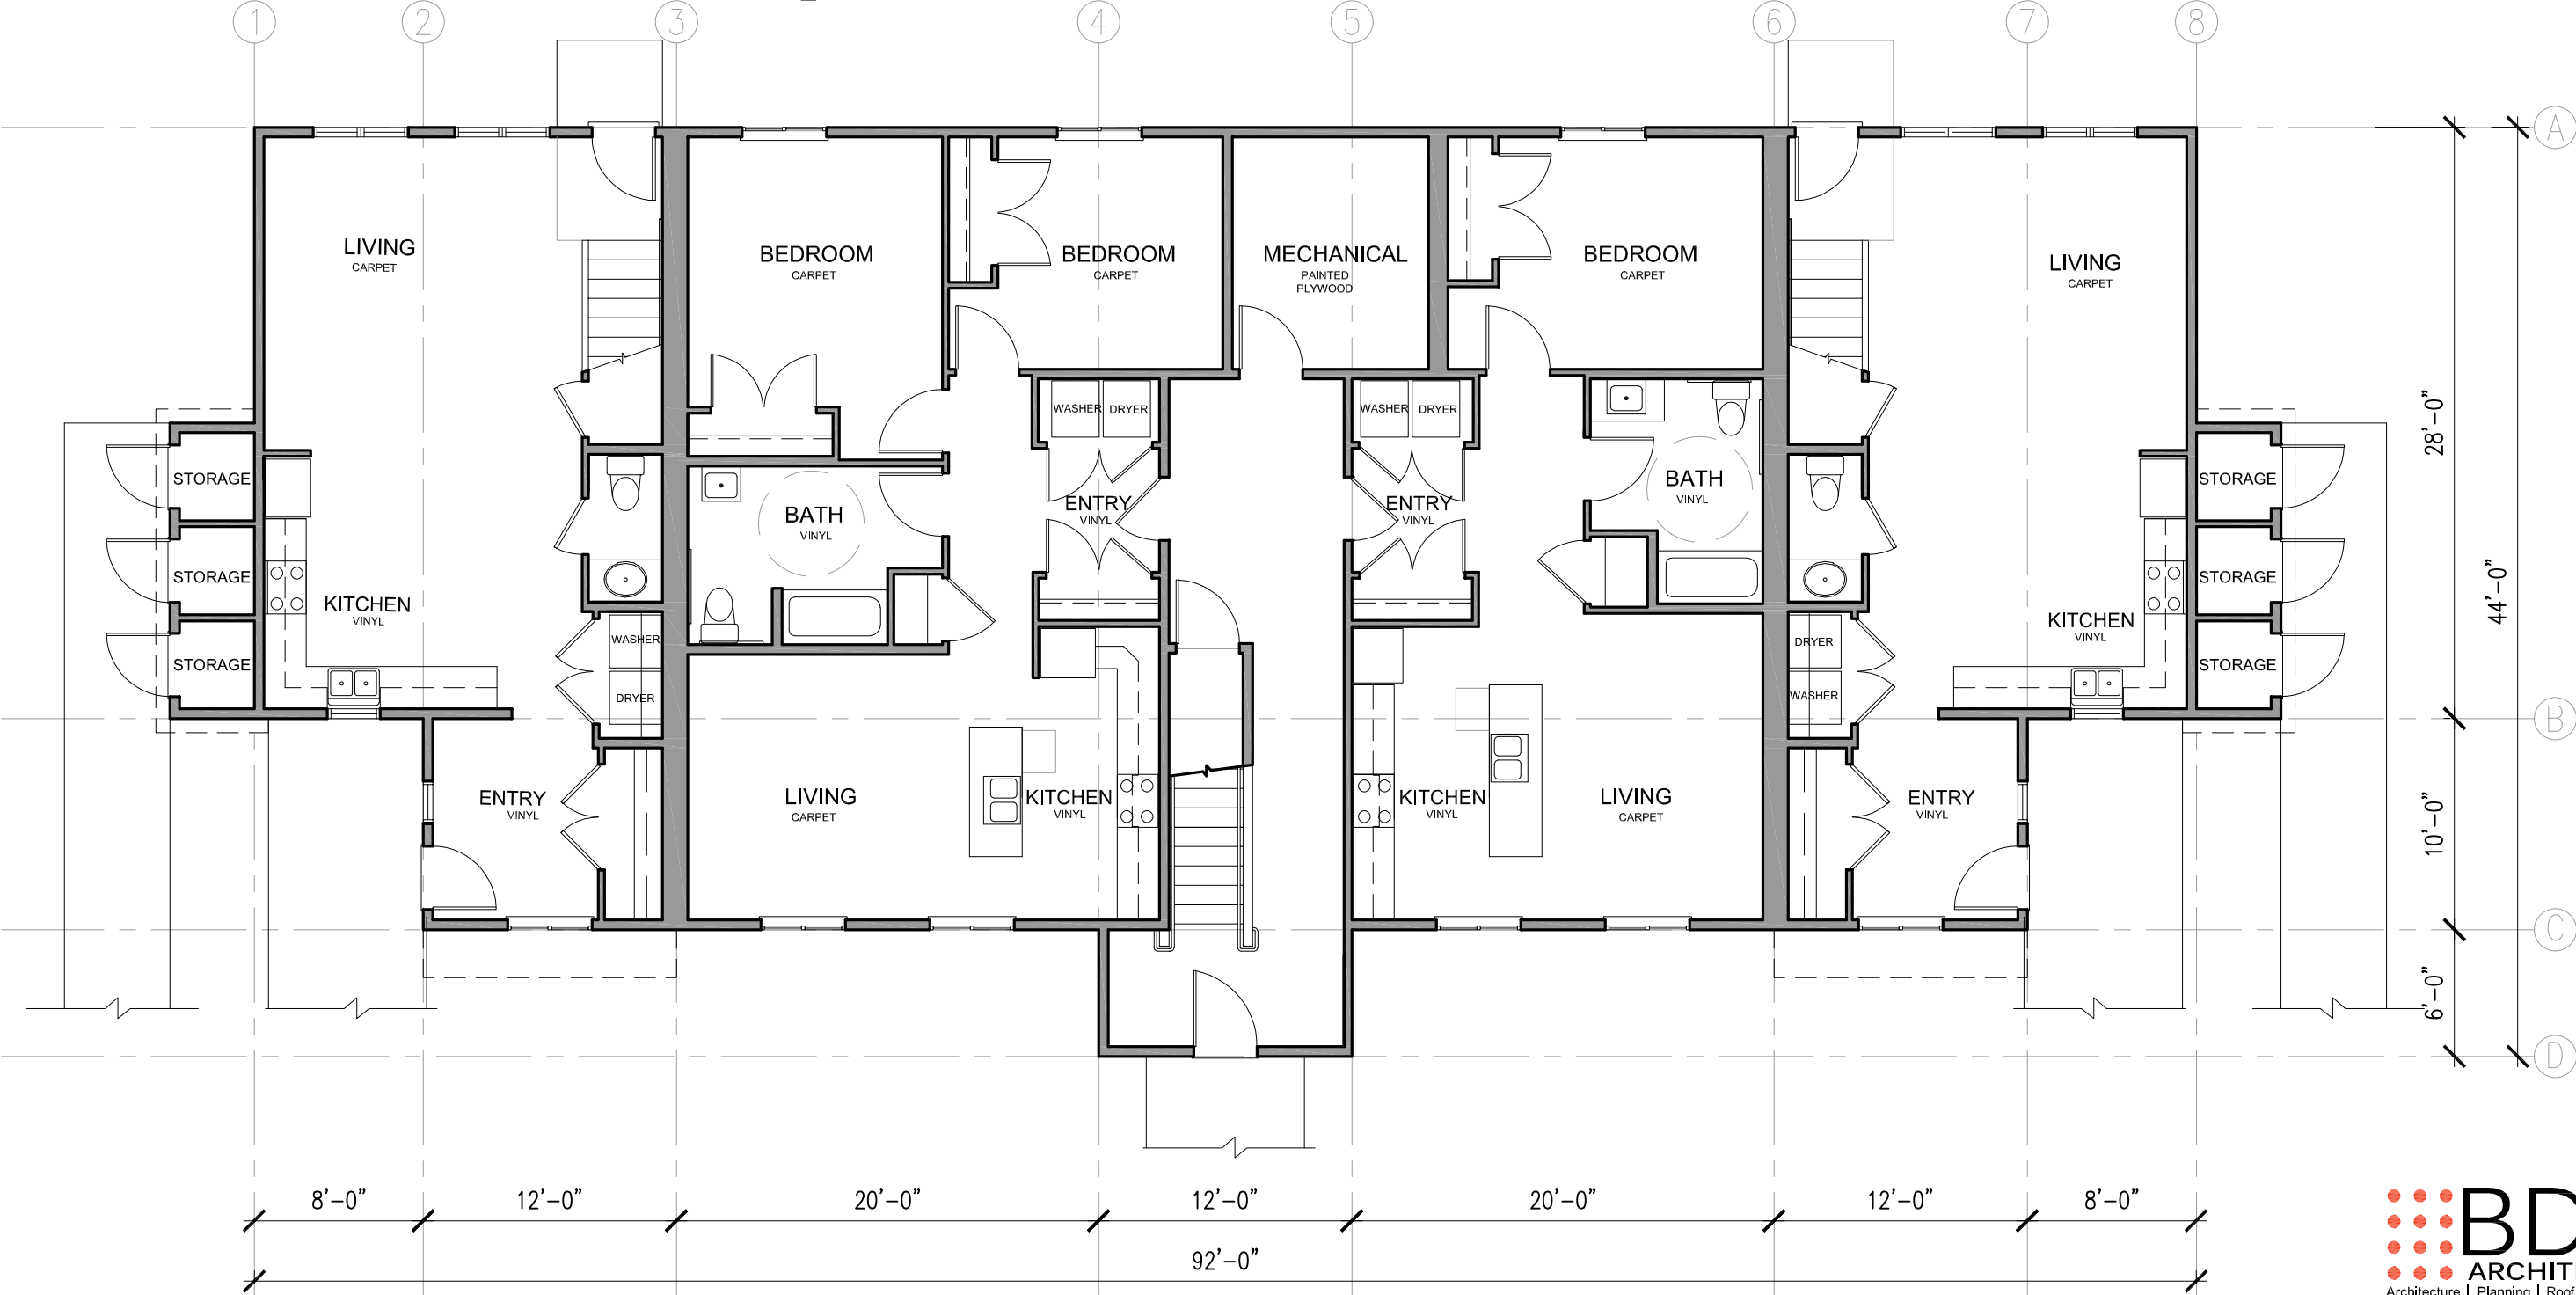 1 2 3 4 5 6 7 8
A
LIVING
CARPET
BEDROOM
CARPET
BEDROOM
CARPET
MECHANICAL
PAINTED
PLYWOOD
BEDROOM
CARPET
LIVING
CARPET
WASHER DRYER
WASHER DRYER
28'-0"
STORAGE
BATH
VINYL
ENTRY
VINYL
ENTRY
VINYL
BATH
VINYL
STORAGE
STORAGE
KITCHEN
VINYL
STORAGE
KITCHEN
VINYL
44'-0"
STORAGE
WASHER
DRYER
DRYER
WASHER
STORAGE
B
ENTRY
VINYL
LIVING
CARPET
KITCHEN
VINYL
KITCHEN
VINYL
LIVING
CARPET
ENTRY
VINYL
10'-0"
C
6'-0"
D
8'-0" 12'-0" 20'-0" 12'-0" 20'-0" 12'-0" 8'-0"
92'-0"
BD
ARCHIT
Architecture | Planning | Roof